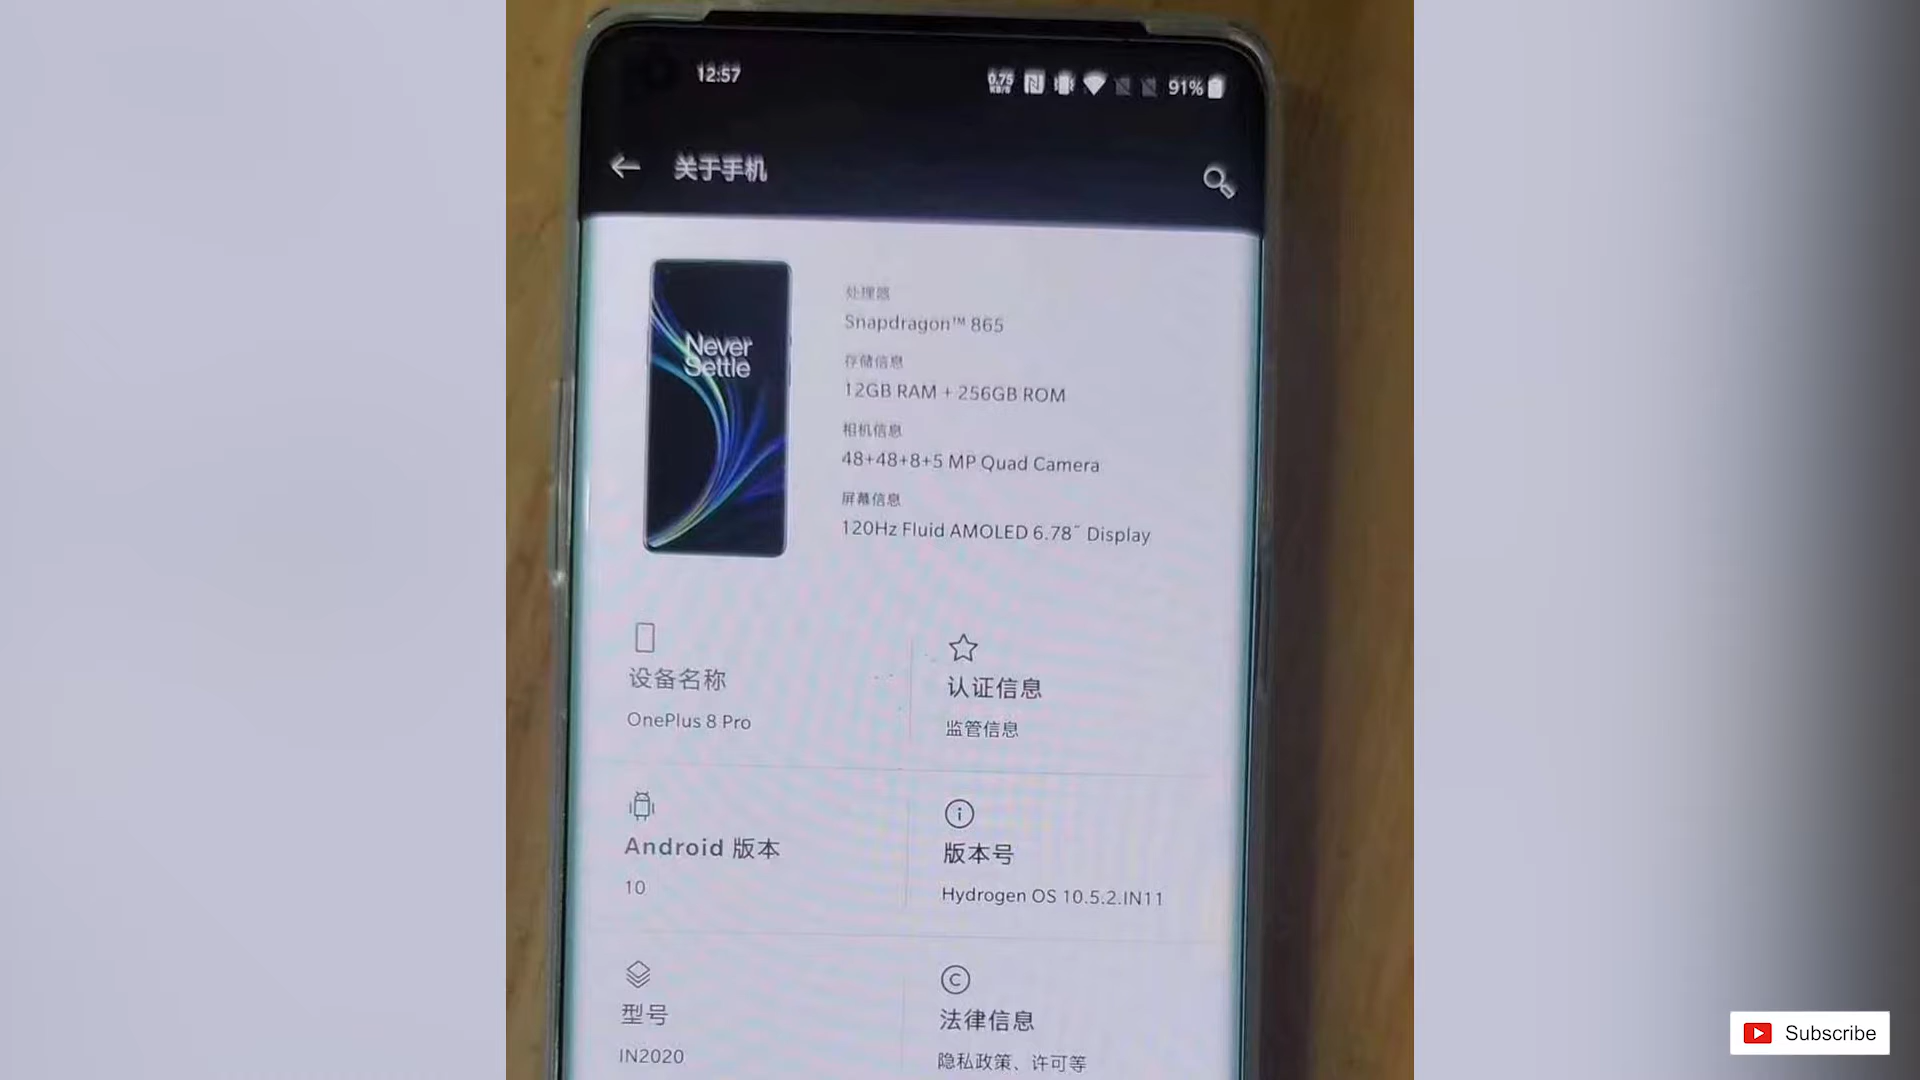 12:57
0.75
KB/S
91%
关于手机
Never
Settle
处理器
Snapdragon™ 865
存储信息
12GB RAM + 256GB ROM
相机信息
48+48+8+5 MP Quad Camera
屏幕信息
120Hz Fluid AMOLED 6.78˝ Display
设备名称
OnePlus 8 Pro
认证信息
监管信息
Android 版本
10
版本号
Hydrogen OS 10.5.2.IN11
型号
IN2020
法律信息
隐私政策、许可等
Subscribe